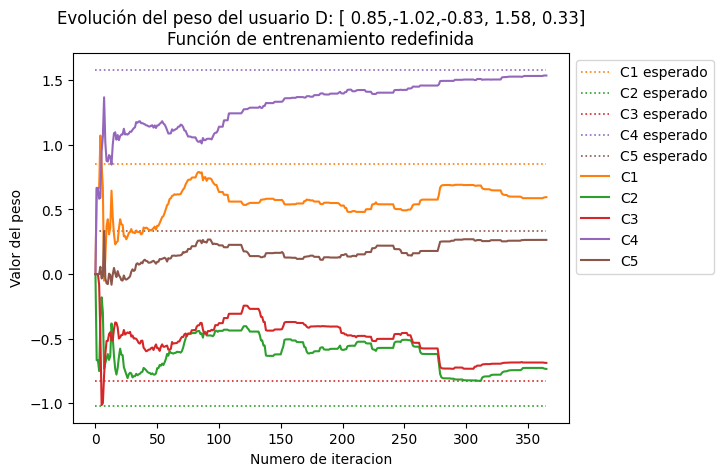 Evolución del peso del usuario D: [ 0.85,-1.02,-0.83, 1.58, 0.33]
Función de entrenamiento redefinida
Valor del peso
1.5
1.0
0.5
0.0
−0.5
−1.0
0
50
100
150
200
250
300
350
Numero de iteracion
C1 esperado
C2 esperado
C3 esperado
C4 esperado
C5 esperado
C1
C2
C3
C4
C5